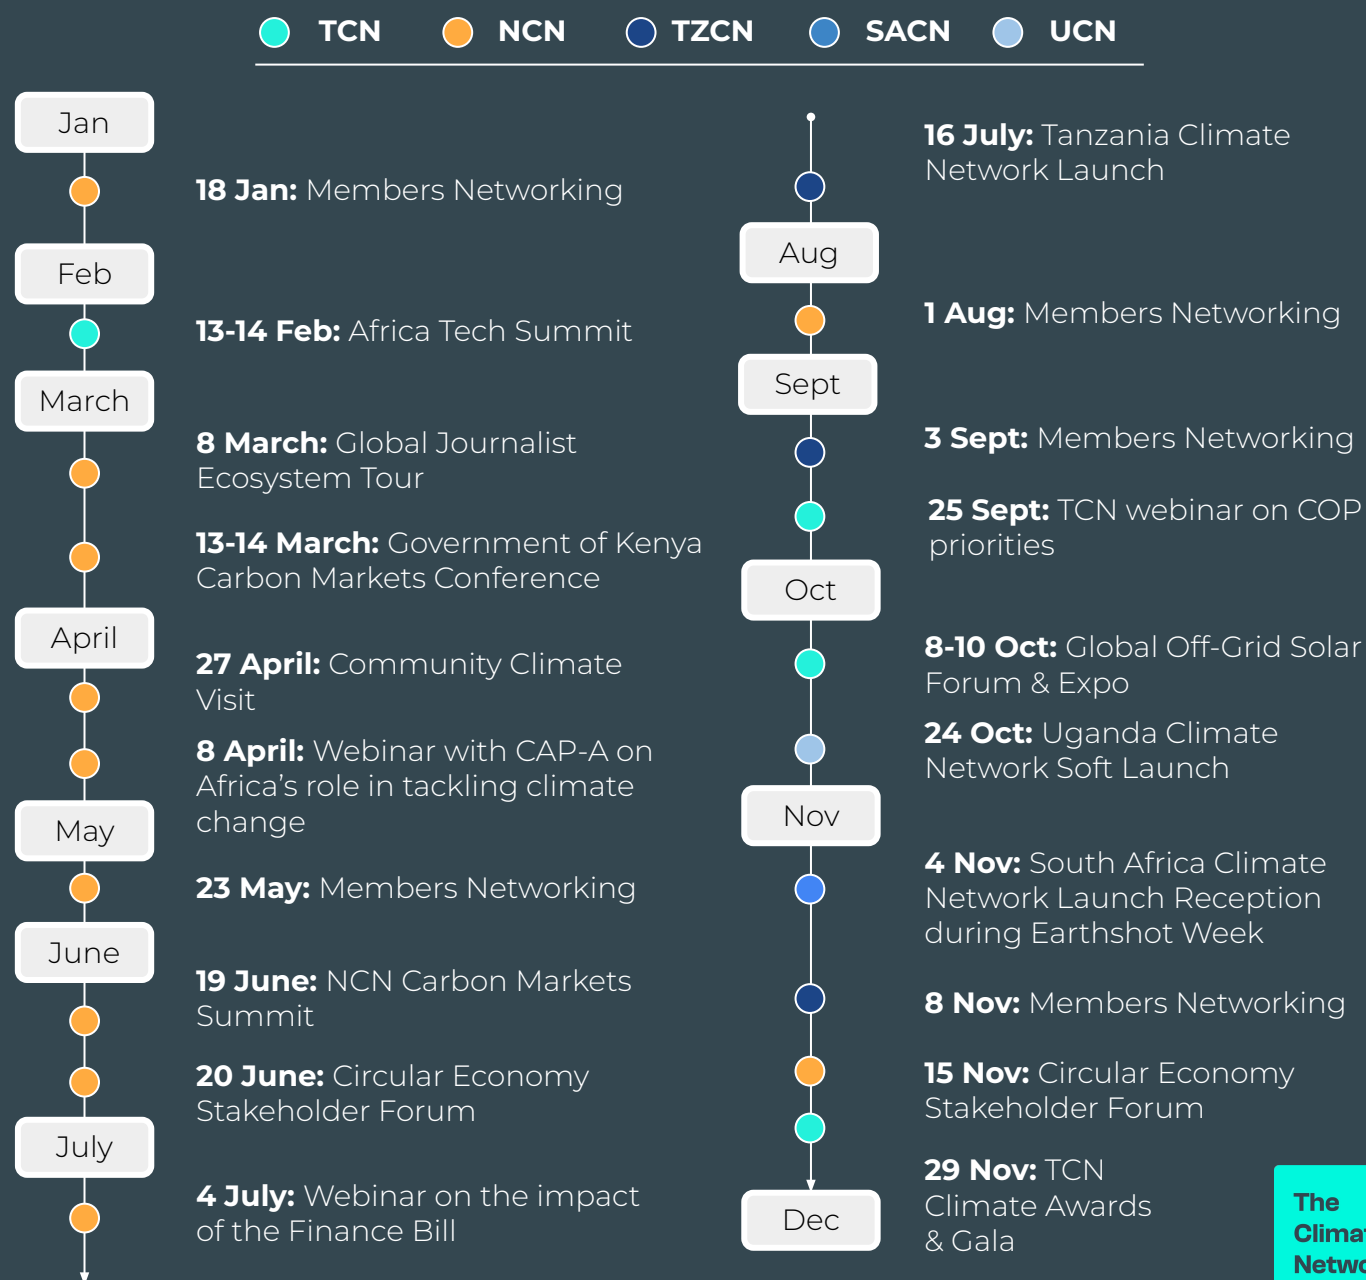 TCN NCN TZCN SACN UCN
Jan
18 Jan: Members Networking
Feb
13-14 Feb: Africa Tech Summit
March
8 March: Global Journalist
Ecosystem Tour
13-14 March: Government of Kenya
Carbon Markets Conference
April
27 April: Community Climate
Visit
8 April: Webinar with CAP-A on
Africa’s role in tackling climate
change
May
23 May: Members Networking
June
19 June: NCN Carbon Markets
Summit
20 June: Circular Economy
Stakeholder Forum
July
4 July: Webinar on the impact
of the Finance Bill
16 July: Tanzania Climate
Network Launch
Aug
1 Aug: Members Networking
Sept
3 Sept: Members Networking
25 Sept: TCN webinar on COP
priorities
Oct
8-10 Oct: Global Off-Grid Solar
Forum & Expo
24 Oct: Uganda Climate
Network Soft Launch
Nov
4 Nov: South Africa Climate
Network Launch Reception
during Earthshot Week
8 Nov: Members Networking
15 Nov: Circular Economy
Stakeholder Forum
29 Nov: TCN
Climate Awards
& Gala
Dec
The